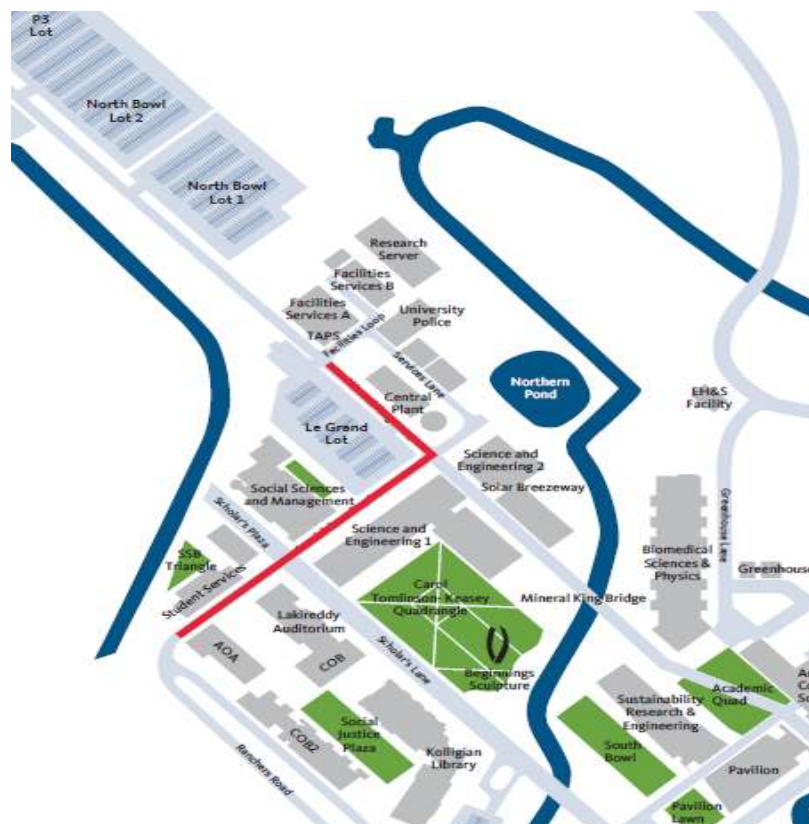 P3
Lot
North Bowl
Lot 2
North Bowl
Lot 1
Research
Server
Facilities
Services B
Facilities
Services A
University
Police
TAPS
Facilities Loop
Services Lane
Central
Plant
Northern
Pond
EH&S
Facility
Le Grand
Lot
Science and
Engineering 2
Solar Breezeway
Social Sciences
and Management
Scholar's Plaza
Science and
Engineering 1
Greenhouse Lane
Biomedical
Sciences &
Physics
Greenhouse
SSB
Triangle
Student Services
Carol
Tomlinson-Keasey
Quadrangle
Mineral King Bridge
Lakireddy
Auditorium
Scholar's Lane
AOA
COB
Beginnings
Sculpture
Sustainability
Research &
Engineering
Academic
Quad
Social
Justice
Plaza
COB2
Kolligian
Library
South
Bowl
Pavilion
Ranchers Road
Pavilion
Lawn